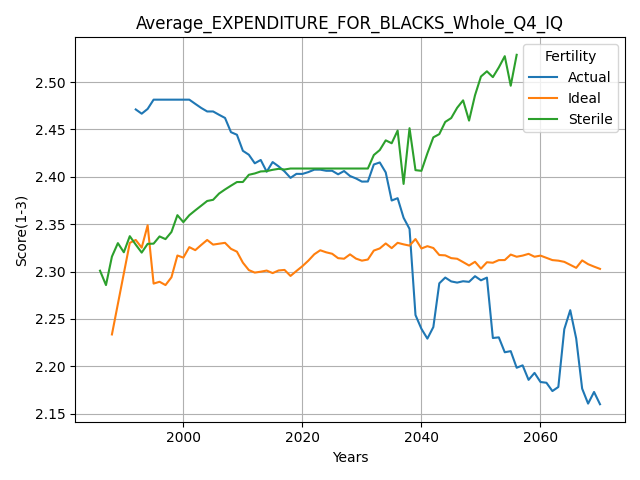 Average_EXPENDITURE_FOR_BLACKS_Whole_Q4_IQ
Fertility
Actual
Ideal
Sterile
Score(1-3)
2.50
2.45
2.40
2.35
2.30
2.25
2.20
2.15
2000 2020 2040 2060
Years